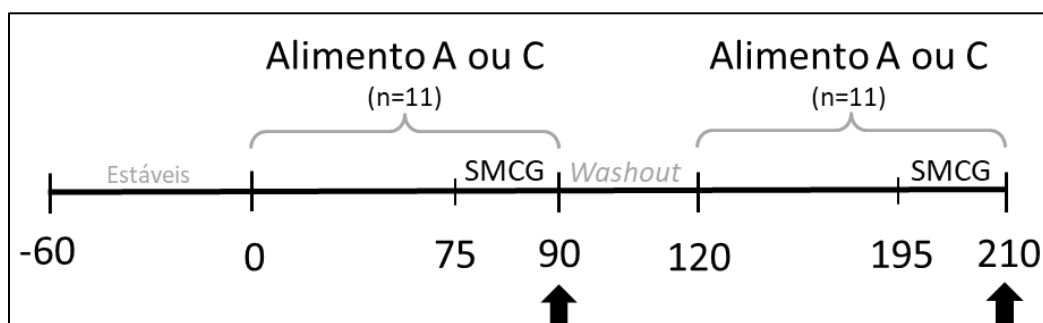 Alimento A ou C Alimento A ou C
(n=11) (n=11)
Estáveis SMCG Washout SMCG
-60 0 75 90 120 195 210